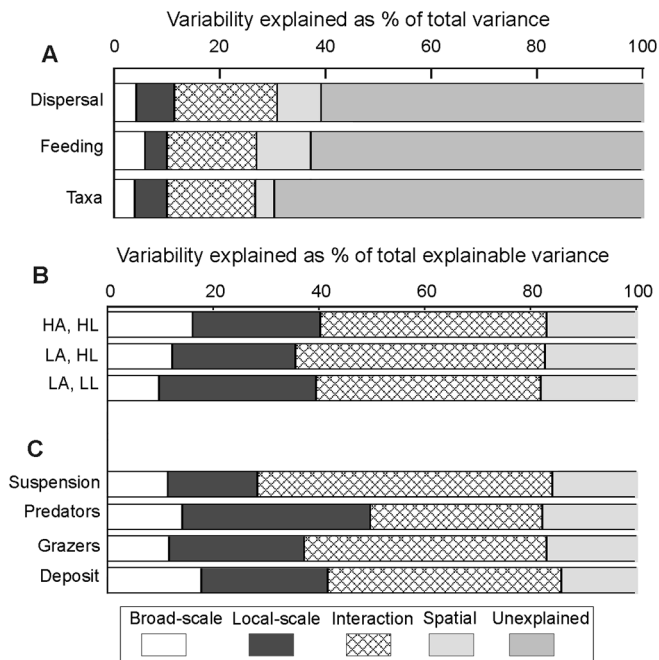 Variability explained as % of total variance
0 20 40 60 80 100
A
Dispersal
Feeding
Taxa
Variability explained as % of total explainable variance
B
0 20 40 60 80 100
HA, HL
LA, HL
LA, LL
C
Suspension
Predators
Grazers
Deposit
Broad-scale Local-scale Interaction Spatial Unexplained